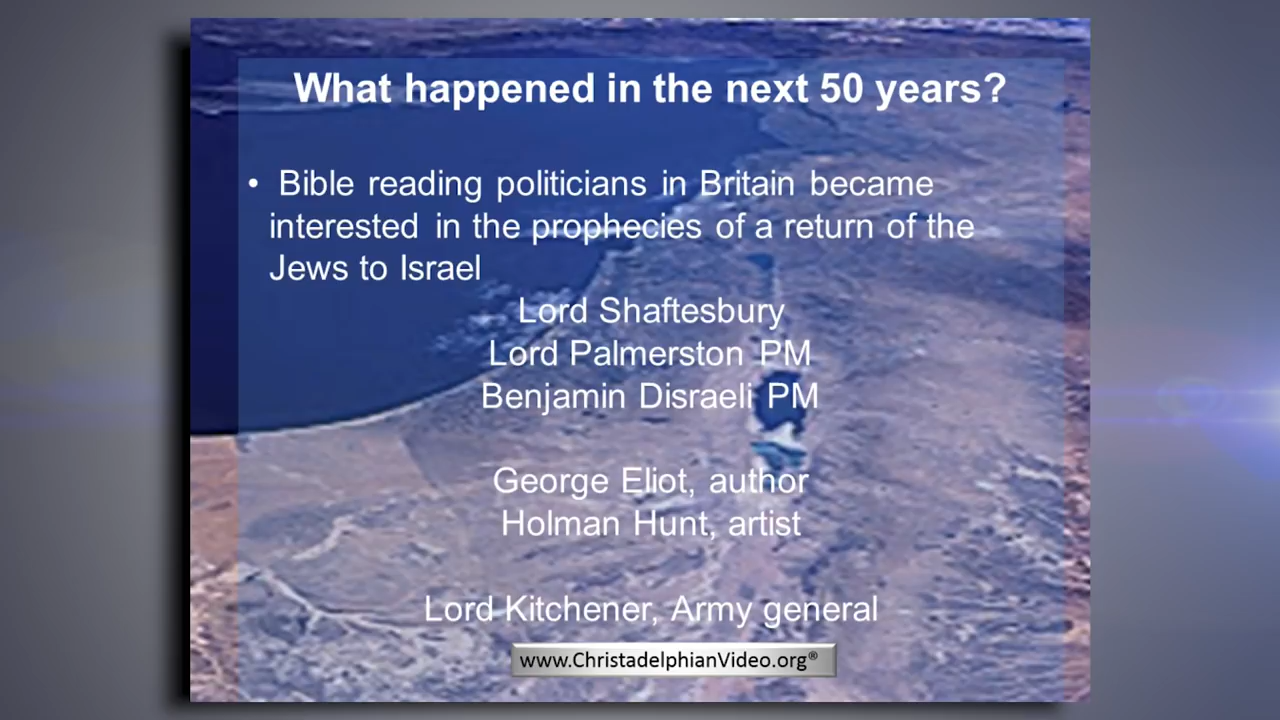 What happened in the next 50 years?
• Bible reading politicians in Britain became
interested in the prophecies of a return of the
Jews to Israel
Lord Shaftesbury
Lord Palmerston PM
Benjamin Disraeli PM
George Eliot, author
Holman Hunt, artist
Lord Kitchener, Army general
www.ChristadelphianVideo.org®